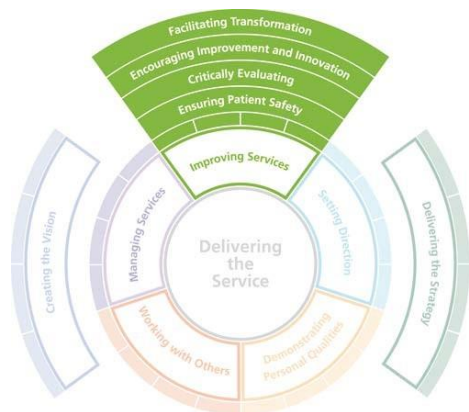 Facilitating Transformation
Encouraging Improvement and Innovation
Critically Evaluating
Ensuring Patient Safety
Improving Services
Creating the Vision
Managing Services
Delivering
the
Service
Setting Direction
Delivering the Strategy
Working with Others
Demonstrating
Personal Qualities